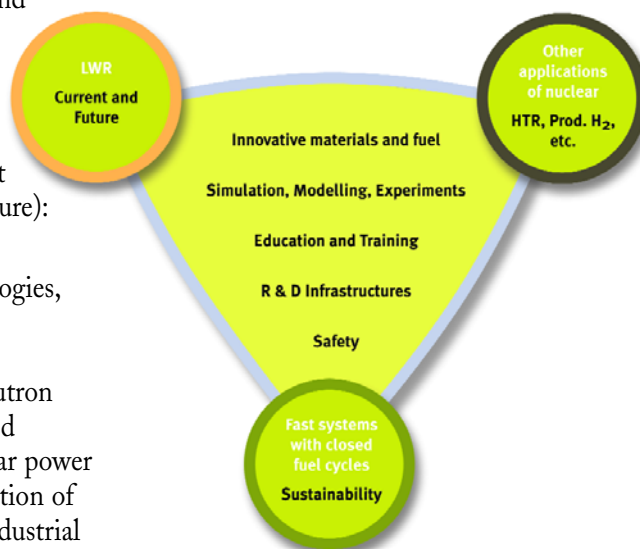 nd
t
ure):
ogies,
utron
d
ar power
tion of
dustrial
LWR
Current and
Future
Other
applications
of nuclear
HTR, Prod. H₂,
etc.
Innovative materials and fuel
Simulation, Modelling, Experiments
Education and Training
R & D Infrastructures
Safety
Fast systems
with closed
fuel cycles
Sustainability